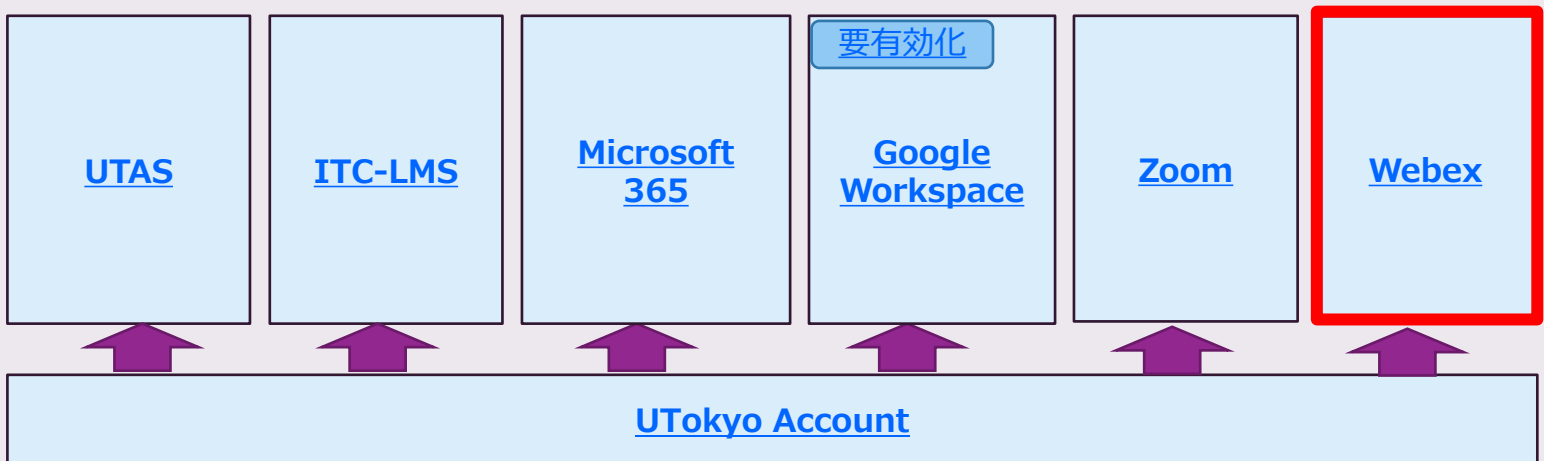 要有効化
UTAS
ITC-LMS
Microsoft
365
Google
Workspace
Zoom
Webex
UTokyo Account